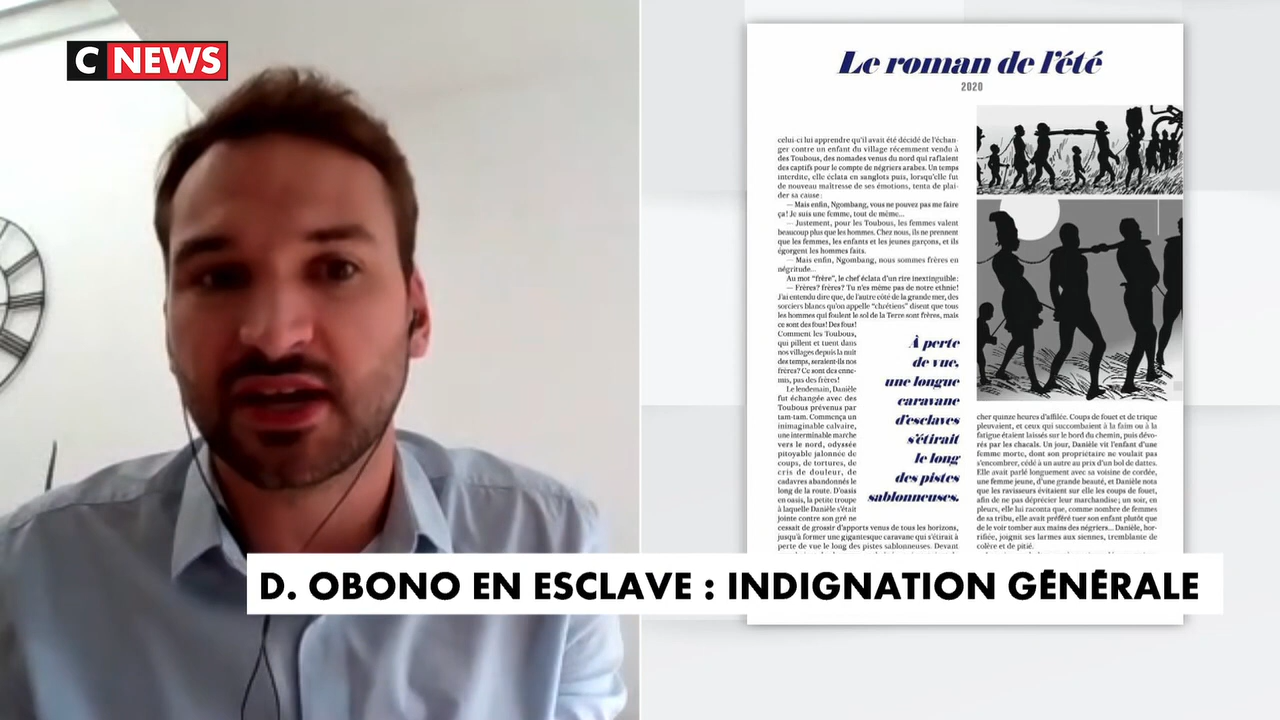 C NEWS
Le roman de l'été
2020
celui-ci lui apprendre qu'il avait été décidé de l'échan-
ger contre un enfant du village récemment vendu à
des Toubous, des nomades venus du nord qui raflaient
des captifs pour le compte de négriers arabes. Un temps
interdite, elle éclata en sanglots puis, lorsqu'elle fut
de nouveau maîtresse de ses émotions, tenta de plai-
der sa cause :
— Mais enfin, Ngombang, vous ne pouvez pas me faire
ça! Je suis une femme, tout de même...
— Justement, pour les Toubous, les femmes valent
beaucoup plus que les hommes. Chez nous, ils ne prennent
que les femmes, les enfants et les jeunes garçons, et ils
égorgent les hommes faits.
— Mais enfin, Ngombang, nous sommes frères en
négritude...
Au mot “frère”, le chef éclata d'un rire inextinguible :
— Frères? frères? Tu n'es même pas de notre ethnie!
J'ai entendu dire que, de l'autre côté de la grande mer, des
sorciers blancs qu'on appelle “chrétiens” disent que tous
les hommes qui foulent le sol de la Terre sont frères, mais
ce sont des fous! Des fous!
Comment les Toubous,
qui pillent et tuent dans
nos villages depuis la nuit
des temps, seraient-ils nos
frères? Ce sont des enne-
mis, pas des frères!
Le lendemain, Danièle
fut échangée avec des
Toubous prévenus par
tam-tam. Commença un
inimaginable calvaire,
une interminable marche
vers le nord, odyssée
pitoyable jalonnée de
coups, de tortures, de
cris de douleur, de
cadavres abandonnés le
long de la route. D'oasis
en oasis, la petite troupe
à laquelle Danièle s'était
jointe contre son gré ne
cessait de grossir d'apports venus de tous les horizons,
jusqu'à former une gigantesque caravane qui s'étirait à
perte de vue le long des pistes sablonneuses. Devant
À perte
de vue,
une longue
caravane
d'esclaves
s'étirait
le long
des pistes
sablonneuses.
cher quinze heures d'affilée. Coups de fouet et de trique
pleuvaient, et ceux qui succombaient à la faim ou à la
fatigue étaient laissés sur le bord du chemin, puis dévo-
rés par les chacals. Un jour, Danièle vit l'enfant d'une
femme morte, dont son propriétaire ne voulait pas
s'encombrer, cédé à un autre au prix d'un bol de dattes.
Elle avait parlé longuement avec sa voisine de cordée,
une femme jeune, d'une grande beauté, et Danièle nota
que les ravisseurs évitaient sur elle les coups de fouet,
afin de ne pas déprécier leur marchandise ; un soir, en
pleurs, elle lui raconta que, comme nombre de femmes
de sa tribu, elle avait préféré tuer son enfant plutôt que
de le voir tomber aux mains des négriers... Danièle, hor-
rifiée, joignit ses larmes aux siennes, tremblante de
colère et de pitié.
D. OBONO EN ESCLAVE : INDIGNATION GÉNÉRALE